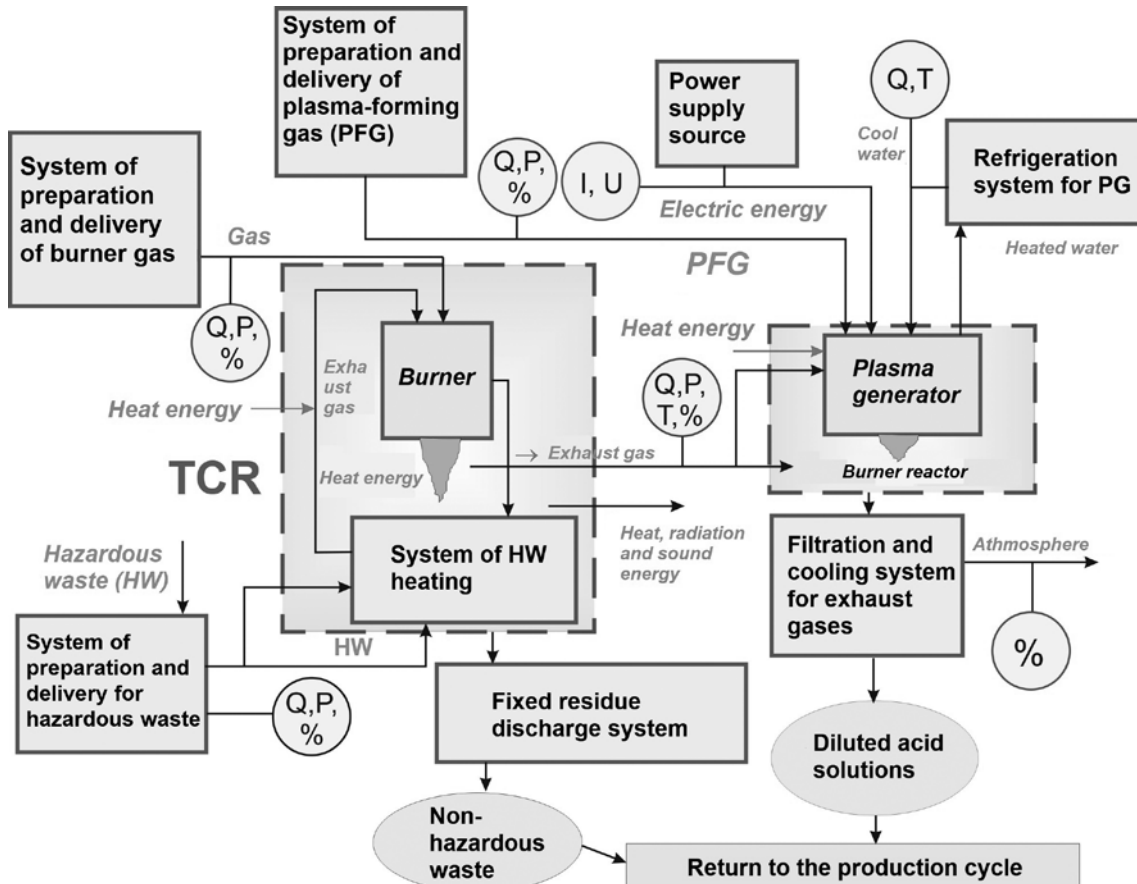 System of
preparation and
delivery of
plasma-forming
gas (PFG)
Power
supply
source
Q,T
Cool
water
Refrigeration
system for PG
System of
preparation
and delivery
of burner gas
Q,P,
%
I, U
Electric energy
Heated water
Gas
PFG
Q,P,
%
Heat energy
Burner
Exha
ust
gas
Heat energy
Q,P,
T,%
Plasma
generator
TCR
Heat energy
→ Exhaust gas
Burner reactor
Hazardous
waste (HW)
System of HW
heating
Heat, radiation
and sound
energy
Filtration and
cooling system
for exhaust
gases
Athmosphere
HW
System of
preparation and
delivery for
hazardous waste
Q,P,
%
%
Fixed residue
discharge system
Diluted acid
solutions
Non-
hazardous
waste
Return to the production cycle